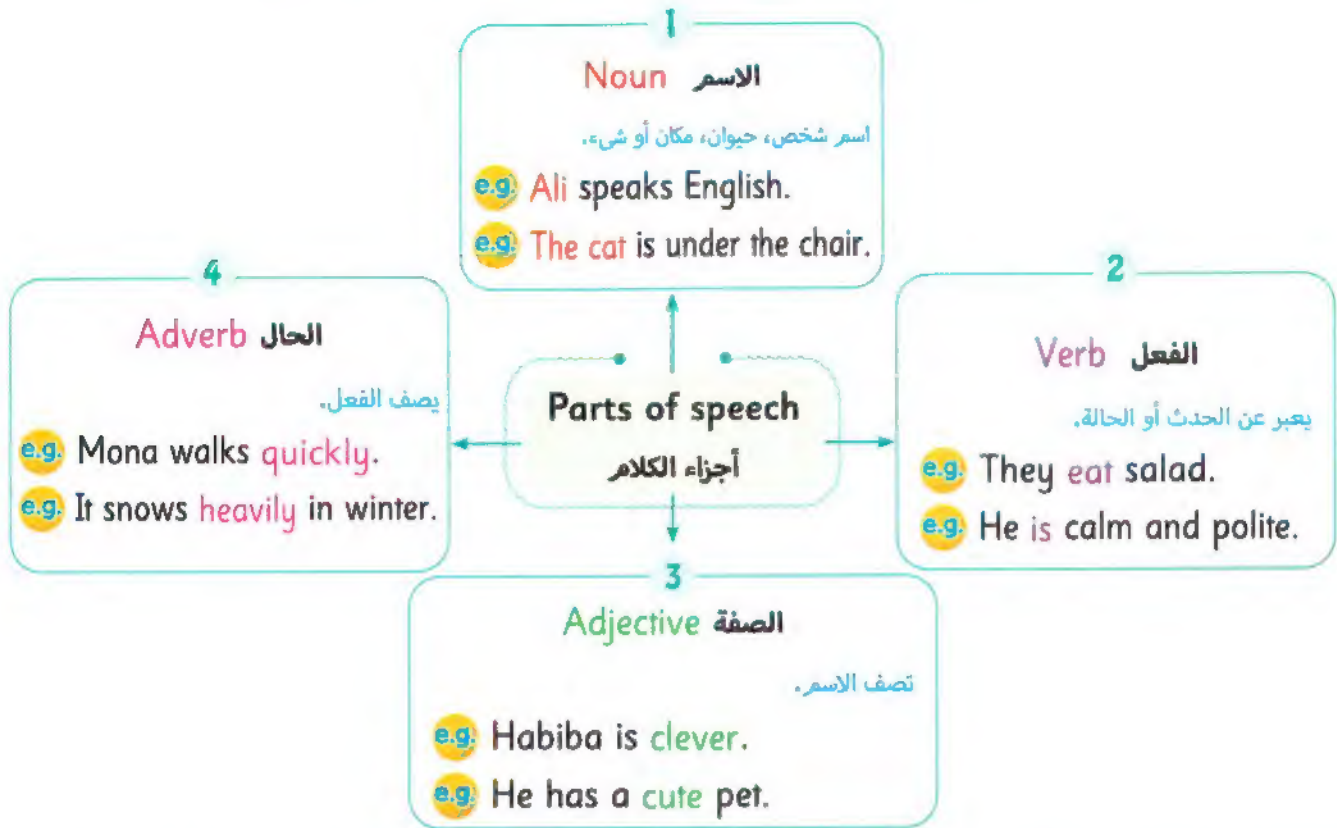 1
Noun الاسم
اسم شخص، حيوان، مكان أو شيء.
e.g. Ali speaks English.
e.g. The cat is under the chair.
2
Verb الفعل
يعبر عن الحدث أو الحالة.
e.g. They eat salad.
e.g. He is calm and polite.
Parts of speech
أجزاء الكلام
3
Adjective الصفة
تصف الاسم.
e.g. Habiba is clever.
e.g. He has a cute pet.
4
Adverb الحال
يصف الفعل.
e.g. Mona walks quickly.
e.g. It snows heavily in winter.